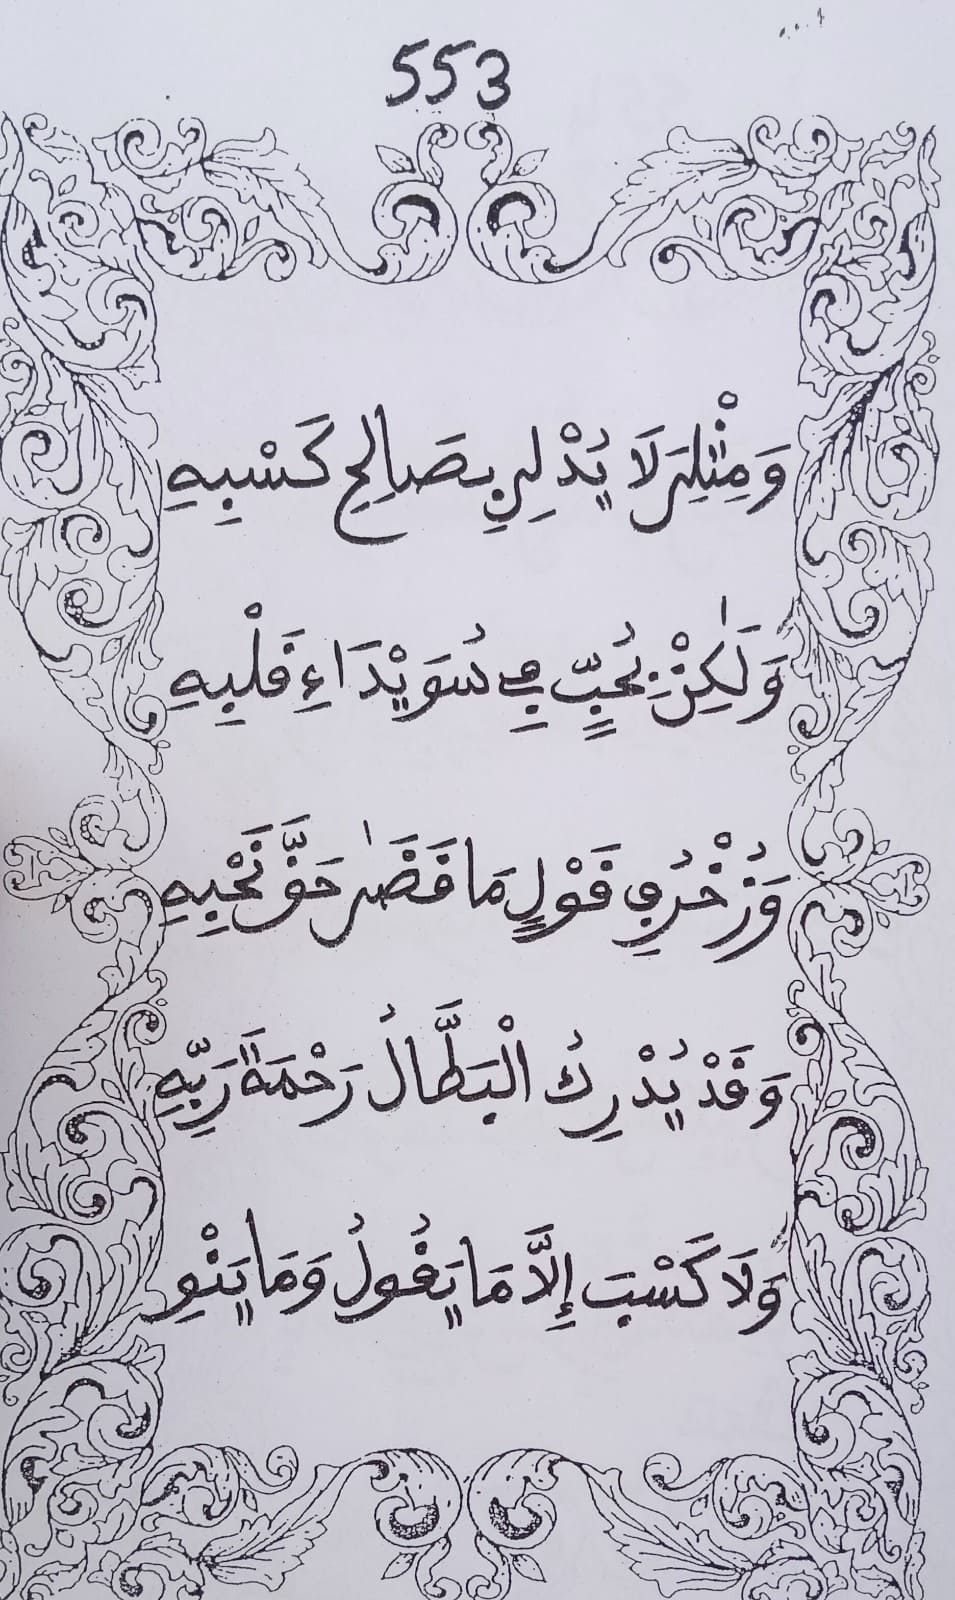 553
وَمِثْلِے لَا يُدْلِے بِصَالِحِ كَسْبِهِ
وَلَٰكِنْ بِحُبٍّ فِے سُوَيْدَاءِ قَلْبِهِ
وَزُخْرُفِ قَوْلٍ مَا قَضَىٰ حَقَّ نَحْبِهِ
وَقَدْ يُدْرِكُ الْبَطَّالُ رَحْمَةَ رَبِّهِ
وَلَا كَسْبَ إِلَّا مَا يَقُولُ وَمَا يَنْوِ